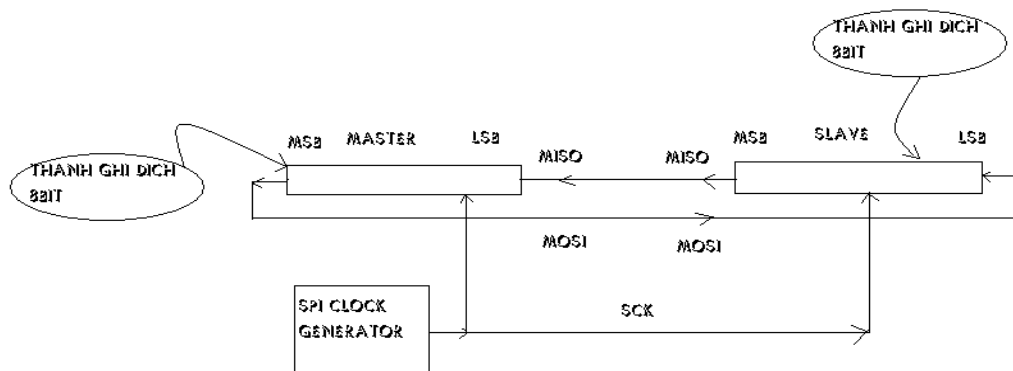 THANH GHI DICH
8BIT
MSB MASTER LSB
MSB SLAVE LSB
THANH GHI DICH
8BIT
MISO MISO
MOSI MOSI
SPI CLOCK
GENERATOR
SCK